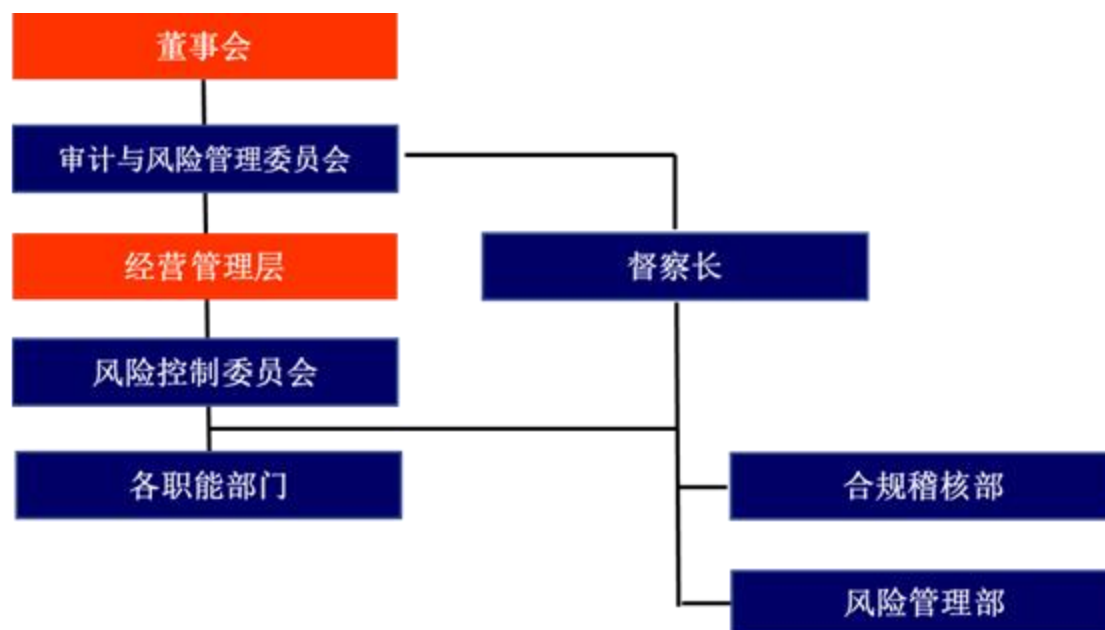 董事会
审计与风险管理委员会
经营管理层
督察长
风险控制委员会
各职能部门
合规稽核部
风险管理部